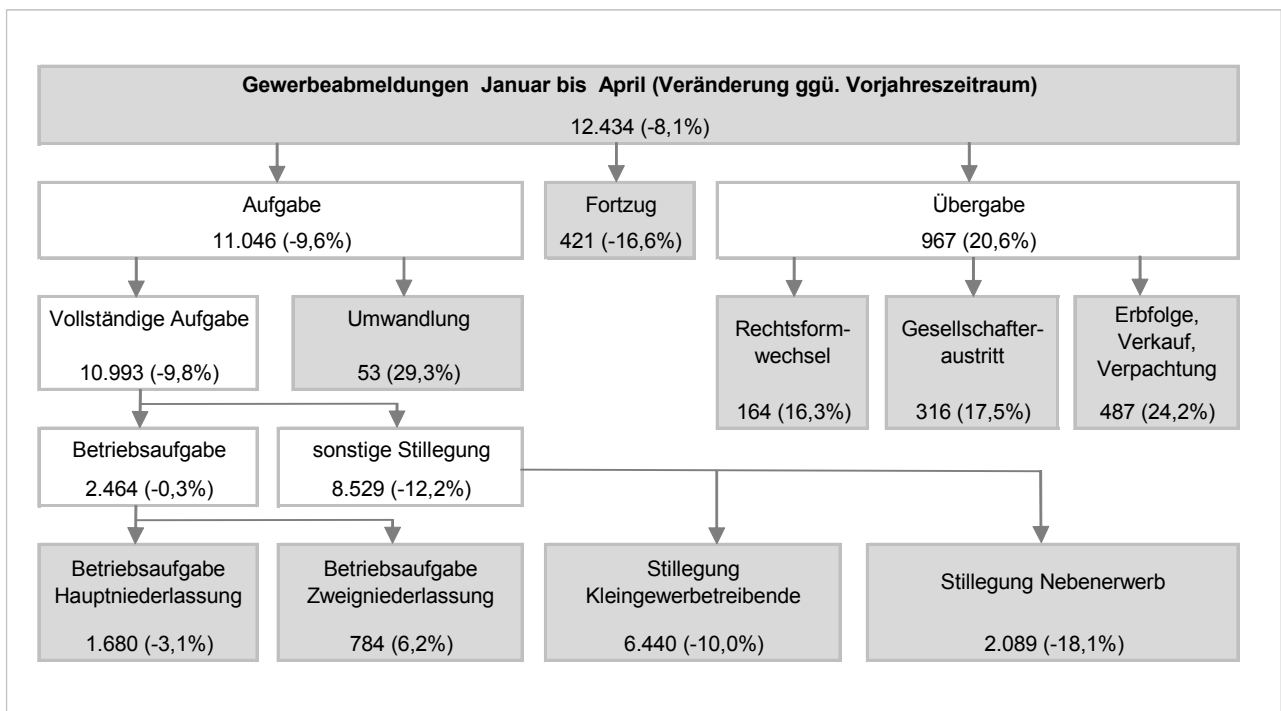 Gewerbeabmeldungen Januar bis April (Veränderung ggü. Vorjahreszeitraum)
12.434 (-8,1%)
Aufgabe
11.046 (-9,6%)
Fortzug
421 (-16,6%)
Übergabe
967 (20,6%)
Vollständige Aufgabe
10.993 (-9,8%)
Umwandlung
53 (29,3%)
Rechtsform-
wechsel
164 (16,3%)
Gesellschafter-
austritt
316 (17,5%)
Erbfolge,
Verkauf,
Verpachtung
487 (24,2%)
Betriebsaufgabe
2.464 (-0,3%)
sonstige Stillegung
8.529 (-12,2%)
Betriebsaufgabe
Hauptniederlassung
1.680 (-3,1%)
Betriebsaufgabe
Zweigniederlassung
784 (6,2%)
Stillegung
Kleingewerbetreibende
6.440 (-10,0%)
Stillegung Nebenerwerb
2.089 (-18,1%)